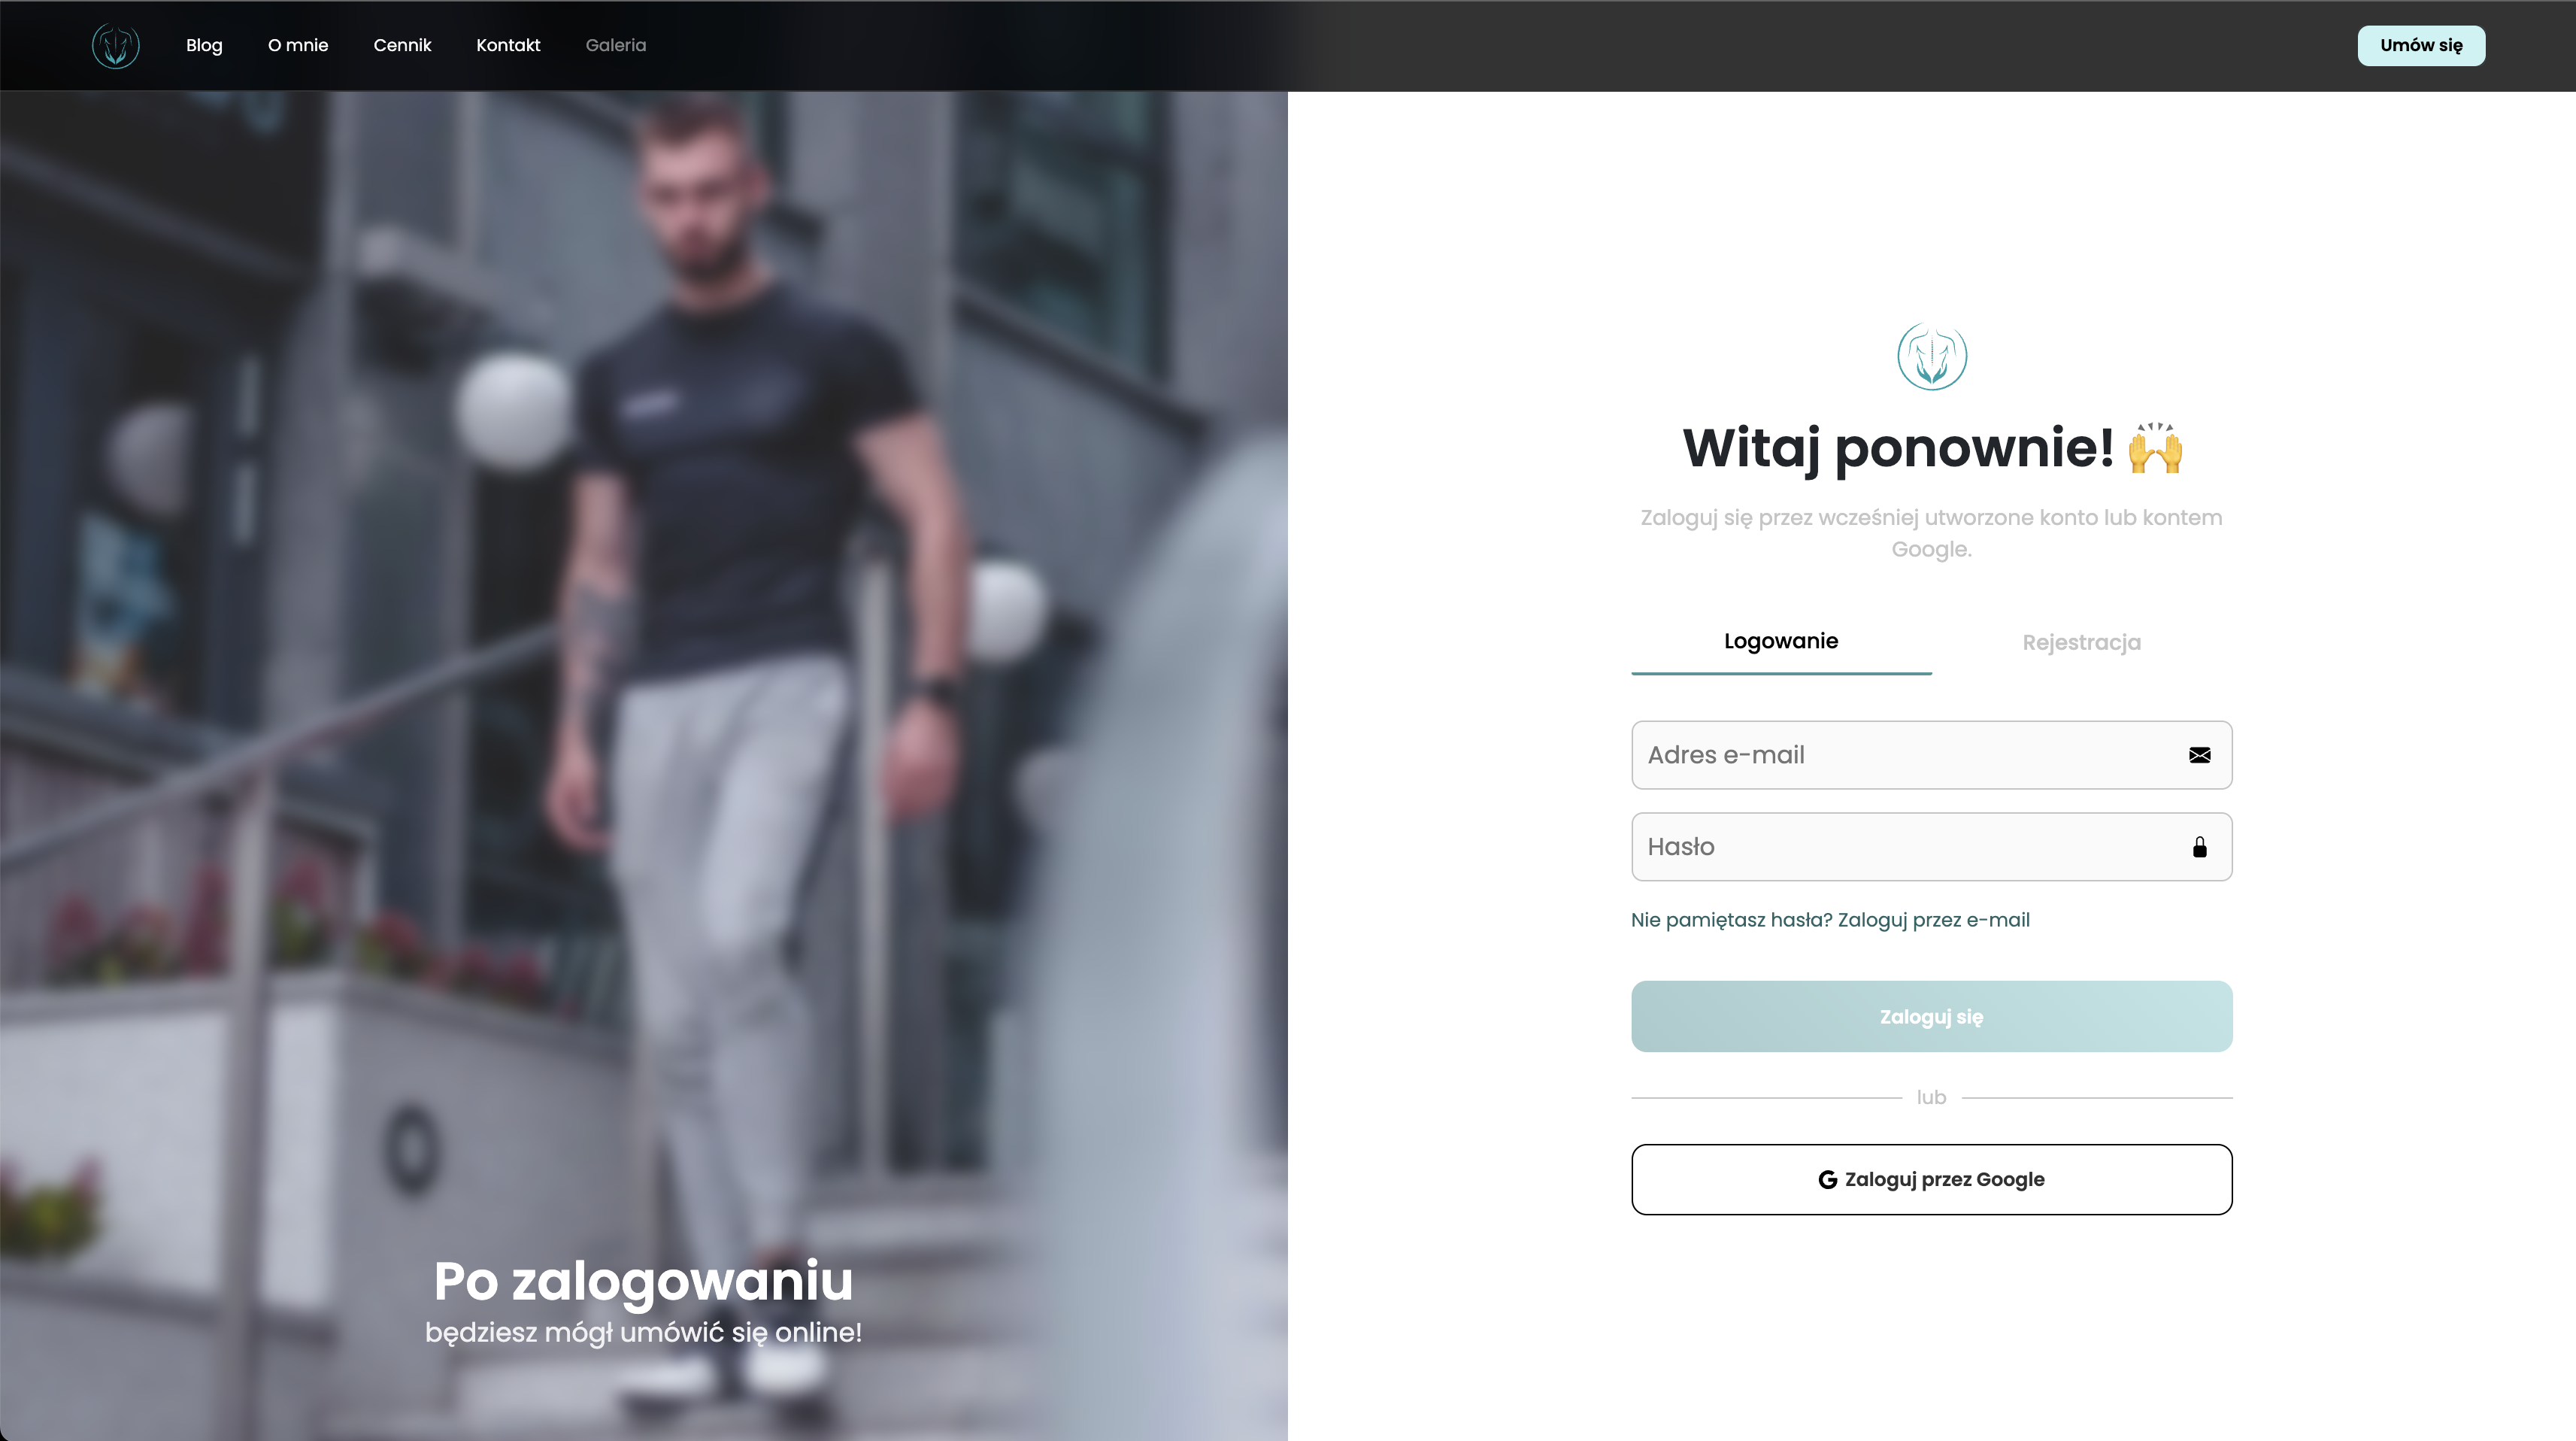 Blog O mnie Cennik Kontakt Galeria Umów się
Po zalogowaniu
będziesz mógł umówić się online!
Witaj ponownie! 🙌
Zaloguj się przez wcześniej utworzone konto lub kontem
Google.
Logowanie Rejestracja
Adres e-mail
Hasło
Nie pamiętasz hasła? Zaloguj przez e-mail
Zaloguj się
lub
Zaloguj przez Google